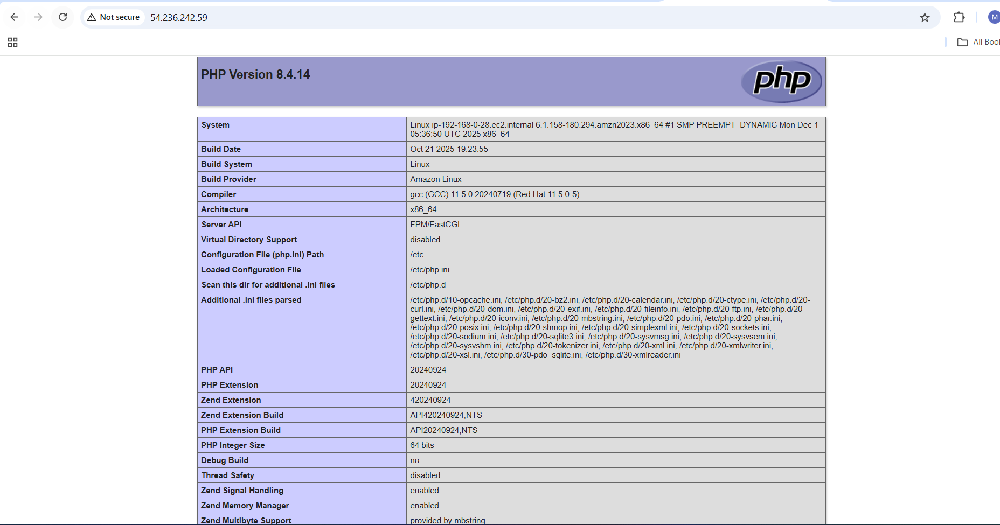 Not secure 54.236.242.59 M
All Boo
PHP Version 8.4.14 php
System Linux ip-192-168-0-28.ec2.internal 6.1.158-180.294.amzn2023.x86_64 #1 SMP PREEMPT_DYNAMIC Mon Dec 1
05:36:50 UTC 2025 x86_64
Build Date Oct 21 2025 19:23:55
Build System Linux
Build Provider Amazon Linux
Compiler gcc (GCC) 11.5.0 20240719 (Red Hat 11.5.0-5)
Architecture x86_64
Server API FPM/FastCGI
Virtual Directory Support disabled
Configuration File (php.ini) Path /etc
Loaded Configuration File /etc/php.ini
Scan this dir for additional .ini files /etc/php.d
Additional .ini files parsed /etc/php.d/10-opcache.ini, /etc/php.d/20-bz2.ini, /etc/php.d/20-calendar.ini, /etc/php.d/20-ctype.ini, /etc/php.d/20-
curl.ini, /etc/php.d/20-dom.ini, /etc/php.d/20-exif.ini, /etc/php.d/20-fileinfo.ini, /etc/php.d/20-ftp.ini, /etc/php.d/20-
gettext.ini, /etc/php.d/20-iconv.ini, /etc/php.d/20-mbstring.ini, /etc/php.d/20-pdo.ini, /etc/php.d/20-phar.ini,
/etc/php.d/20-posix.ini, /etc/php.d/20-shmop.ini, /etc/php.d/20-simplexml.ini, /etc/php.d/20-sockets.ini,
/etc/php.d/20-sodium.ini, /etc/php.d/20-sqlite3.ini, /etc/php.d/20-sysvmsg.ini, /etc/php.d/20-sysvsem.ini,
/etc/php.d/20-sysvshm.ini, /etc/php.d/20-tokenizer.ini, /etc/php.d/20-xml.ini, /etc/php.d/20-xmlwriter.ini,
/etc/php.d/20-xsl.ini, /etc/php.d/30-pdo_sqlite.ini, /etc/php.d/30-xmlreader.ini
PHP API 20240924
PHP Extension 20240924
Zend Extension 420240924
Zend Extension Build API420240924,NTS
PHP Extension Build API20240924,NTS
PHP Integer Size 64 bits
Debug Build no
Thread Safety disabled
Zend Signal Handling enabled
Zend Memory Manager enabled
Zend Multibyte Support provided by mbstring